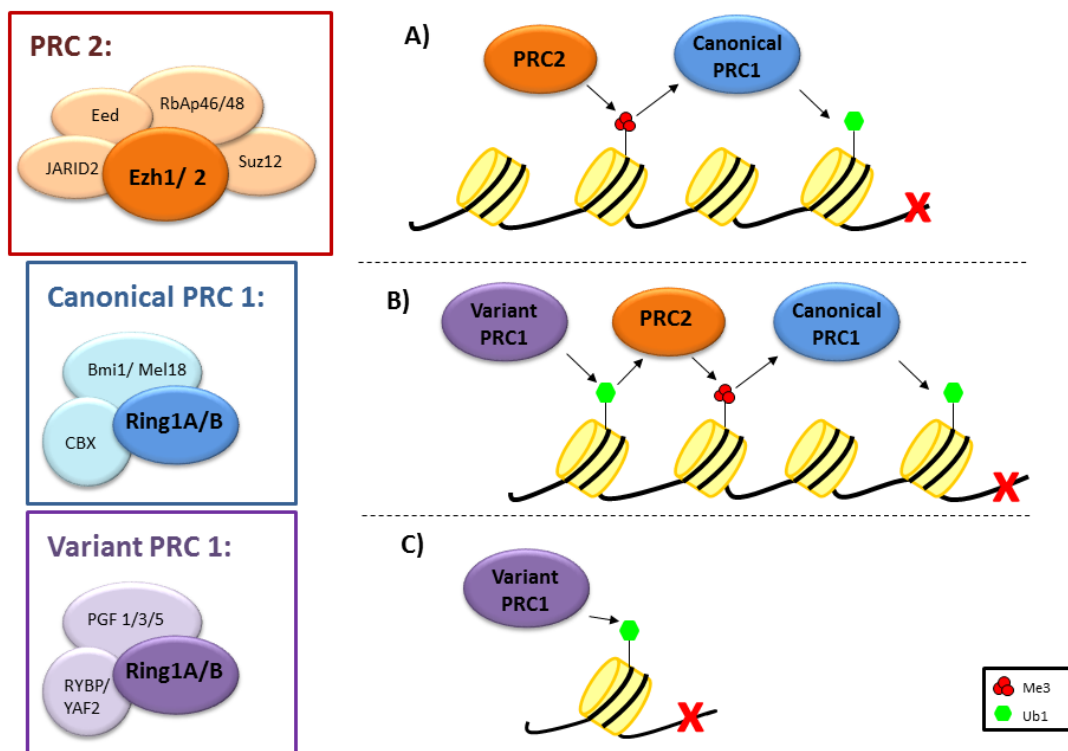 PRC 2:
Eed
RbAp46/48
JARID2
Ezh1/ 2
Suz12
Canonical PRC 1:
Bmi1/ Mel18
CBX
Ring1A/B
Variant PRC 1:
PGF 1/3/5
RYBP/
YAF2
Ring1A/B
A)
PRC2
Canonical
PRC1
X
B)
Variant
PRC1
PRC2
Canonical
PRC1
X
C)
Variant
PRC1
X
Me3
Ub1